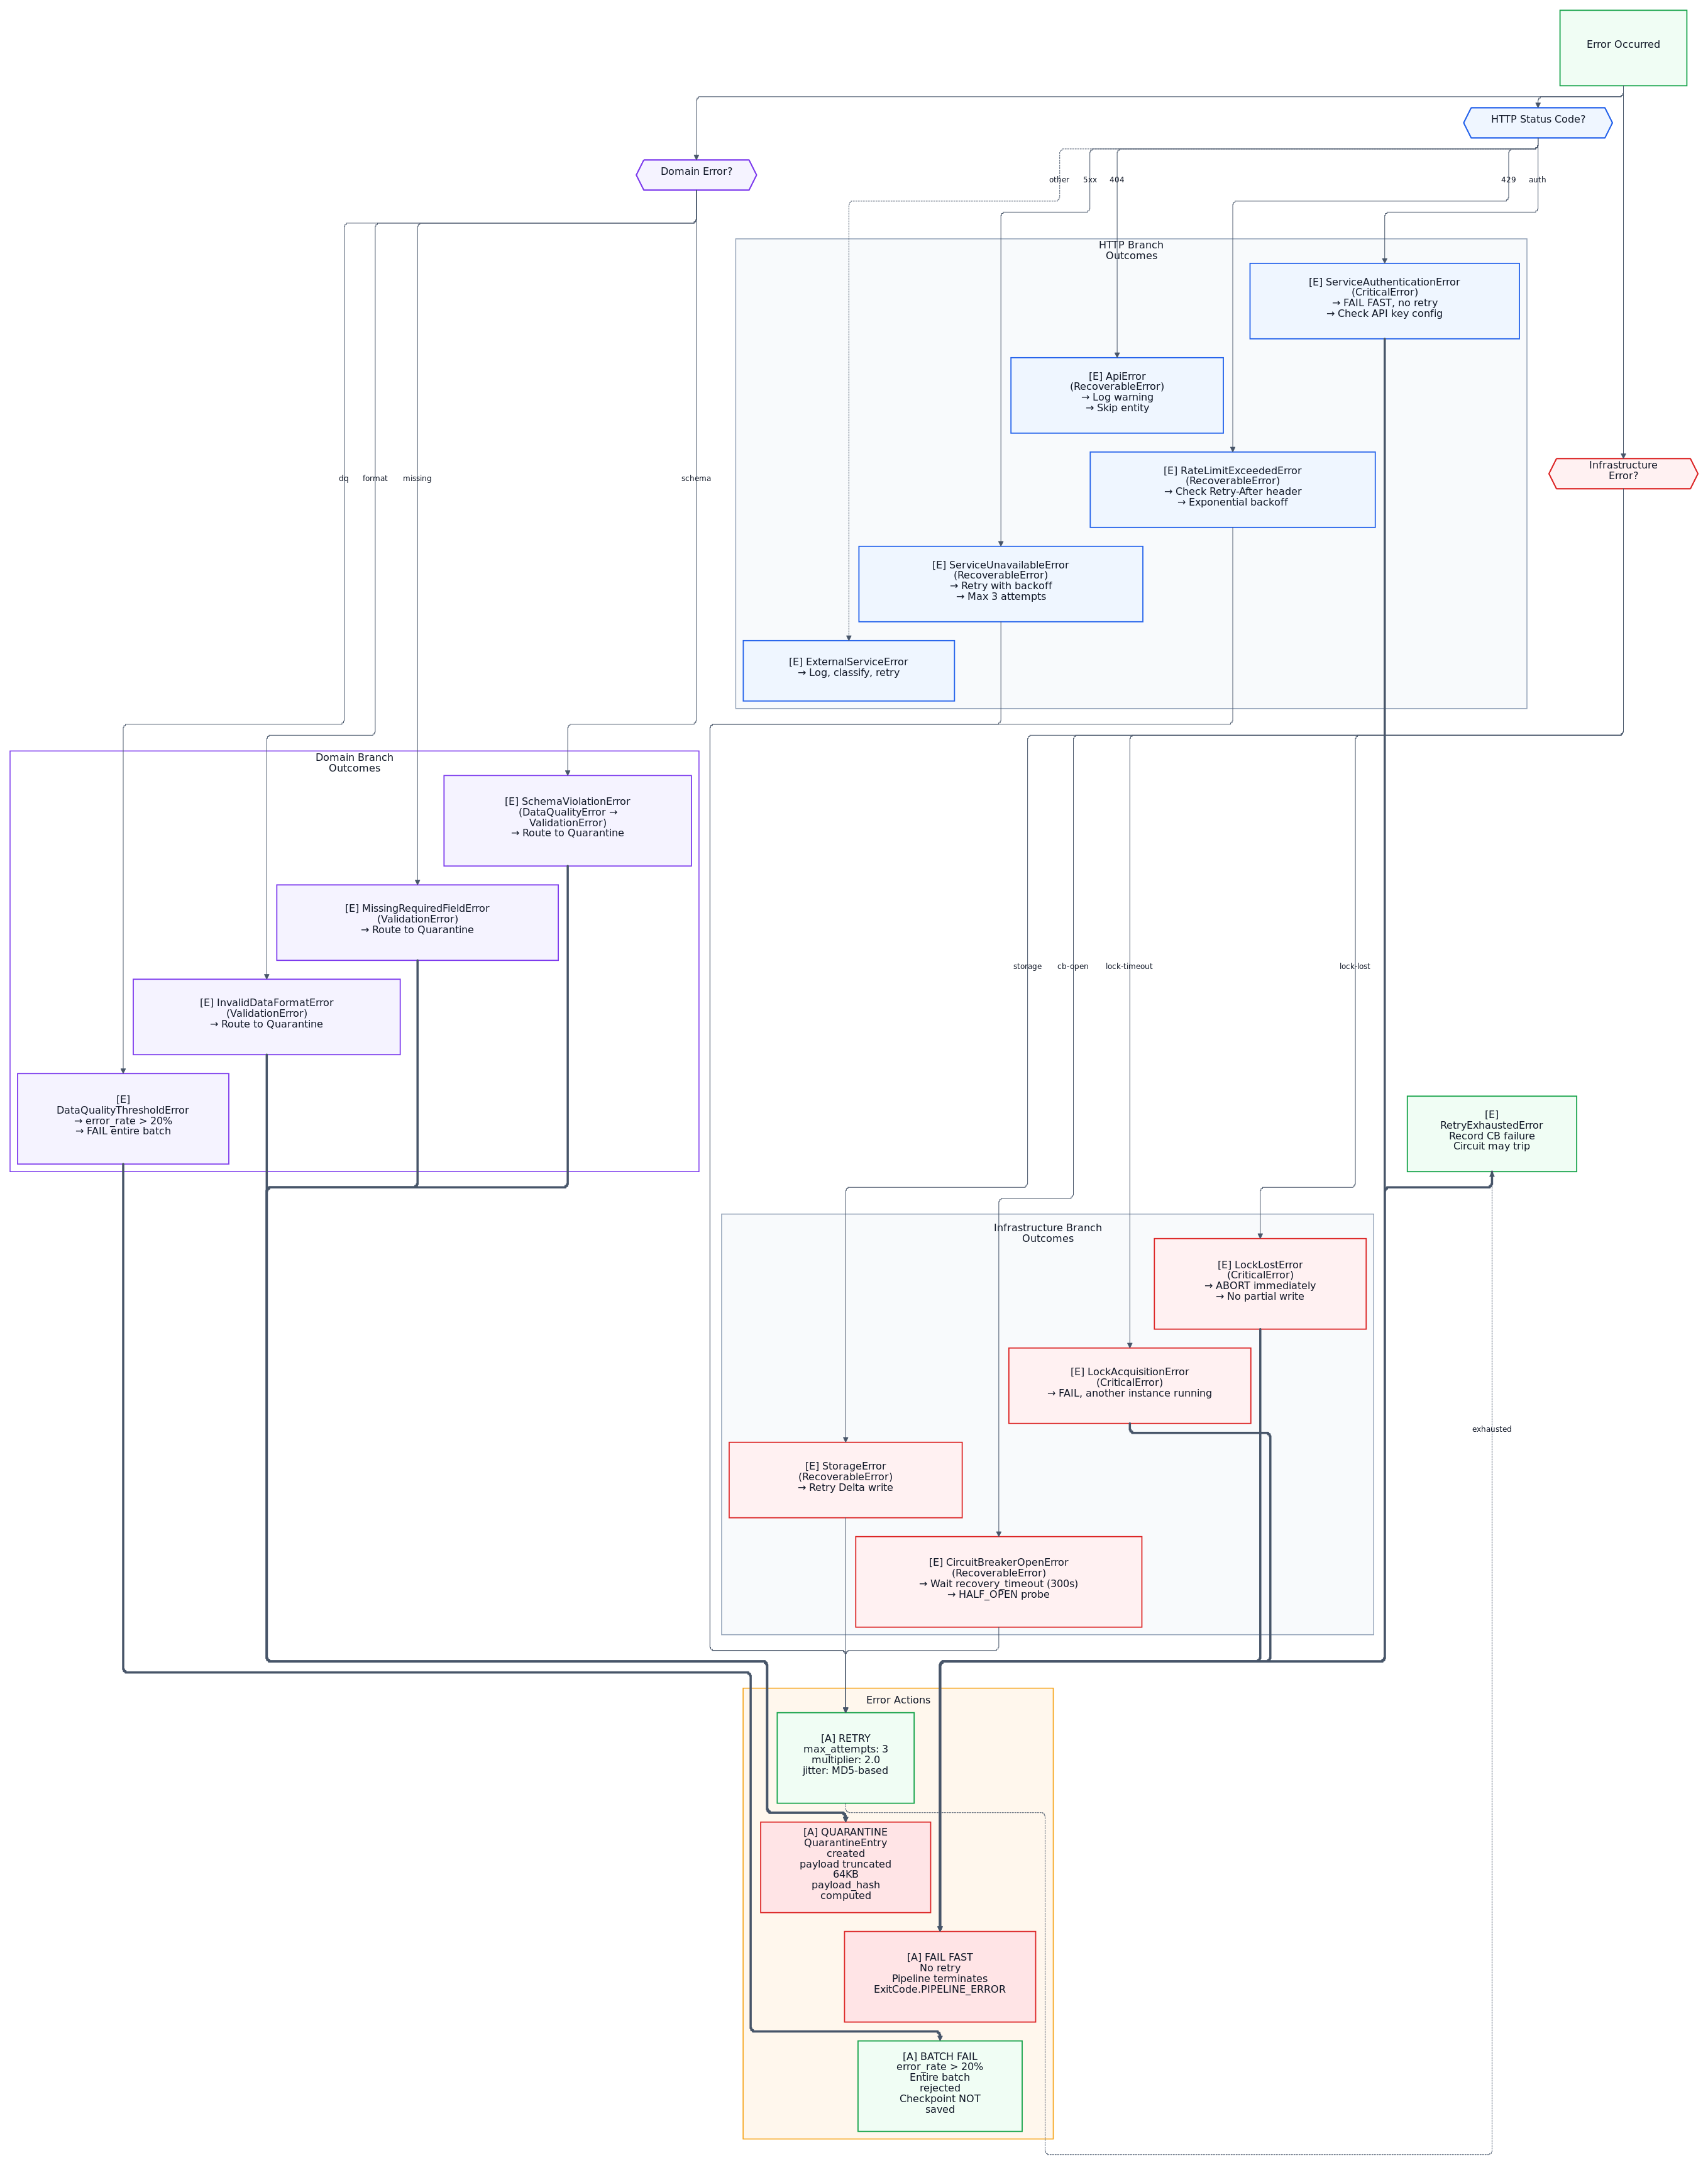 Error Occurred
HTTP Status Code?
Domain Error?
other
5xx
404
429
auth
HTTP Branch
Outcomes
[E] ServiceAuthenticationError
(CriticalError)
→ FAIL FAST, no retry
→ Check API key config
[E] ApiError
(RecoverableError)
→ Log warning
→ Skip entity
[E] RateLimitExceededError
(RecoverableError)
→ Check Retry-After header
→ Exponential backoff
Infrastructure
Error?
dq
format
missing
schema
[E] ServiceUnavailableError
(RecoverableError)
→ Retry with backoff
→ Max 3 attempts
[E] ExternalServiceError
→ Log, classify, retry
Domain Branch
Outcomes
[E] SchemaViolationError
(DataQualityError →
ValidationError)
→ Route to Quarantine
[E] MissingRequiredFieldError
(ValidationError)
→ Route to Quarantine
[E] InvalidDataFormatError
(ValidationError)
→ Route to Quarantine
[E]
DataQualityThresholdError
→ error_rate > 20%
→ FAIL entire batch
storage
cb-open
lock-timeout
lock-lost
[E]
RetryExhaustedError
Record CB failure
Circuit may trip
Infrastructure Branch
Outcomes
[E] LockLostError
(CriticalError)
→ ABORT immediately
→ No partial write
[E] LockAcquisitionError
(CriticalError)
→ FAIL, another instance running
exhausted
[E] StorageError
(RecoverableError)
→ Retry Delta write
[E] CircuitBreakerOpenError
(RecoverableError)
→ Wait recovery_timeout (300s)
→ HALF_OPEN probe
Error Actions
[A] RETRY
max_attempts: 3
multiplier: 2.0
jitter: MD5-based
[A] QUARANTINE
QuarantineEntry
created
payload truncated
64KB
payload_hash
computed
[A] FAIL FAST
No retry
Pipeline terminates
ExitCode.PIPELINE_ERROR
[A] BATCH FAIL
error_rate > 20%
Entire batch
rejected
Checkpoint NOT
saved